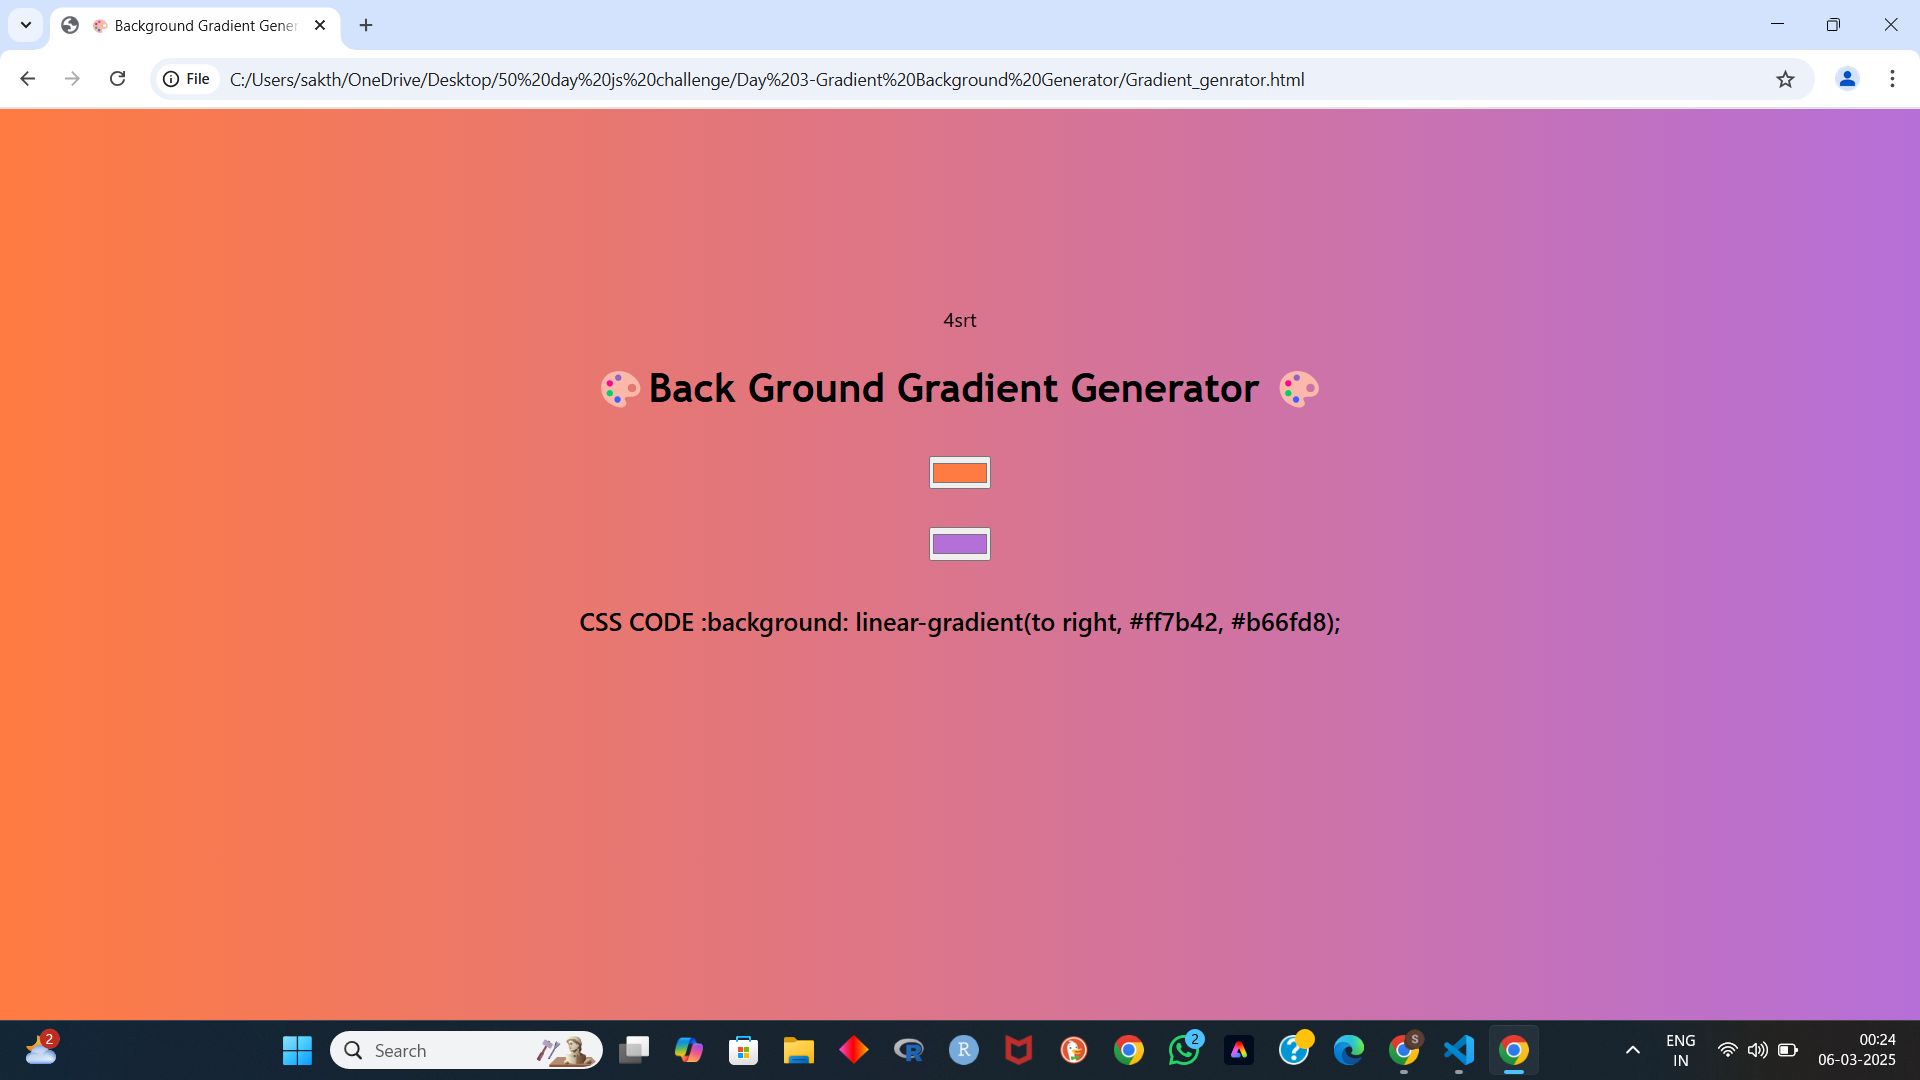 Background Gradient Gener
File
C:/Users/sakth/OneDrive/Desktop/50%20day%20js%20challenge/Day%203-Gradient%20Background%20Generator/Gradient_genrator.html
4srt
Back Ground Gradient Generator
CSS CODE :background: linear-gradient(to right, #ff7b42, #b66fd8);
2
Search
R
R
2
?
S
ENG
IN
00:24
06-03-2025